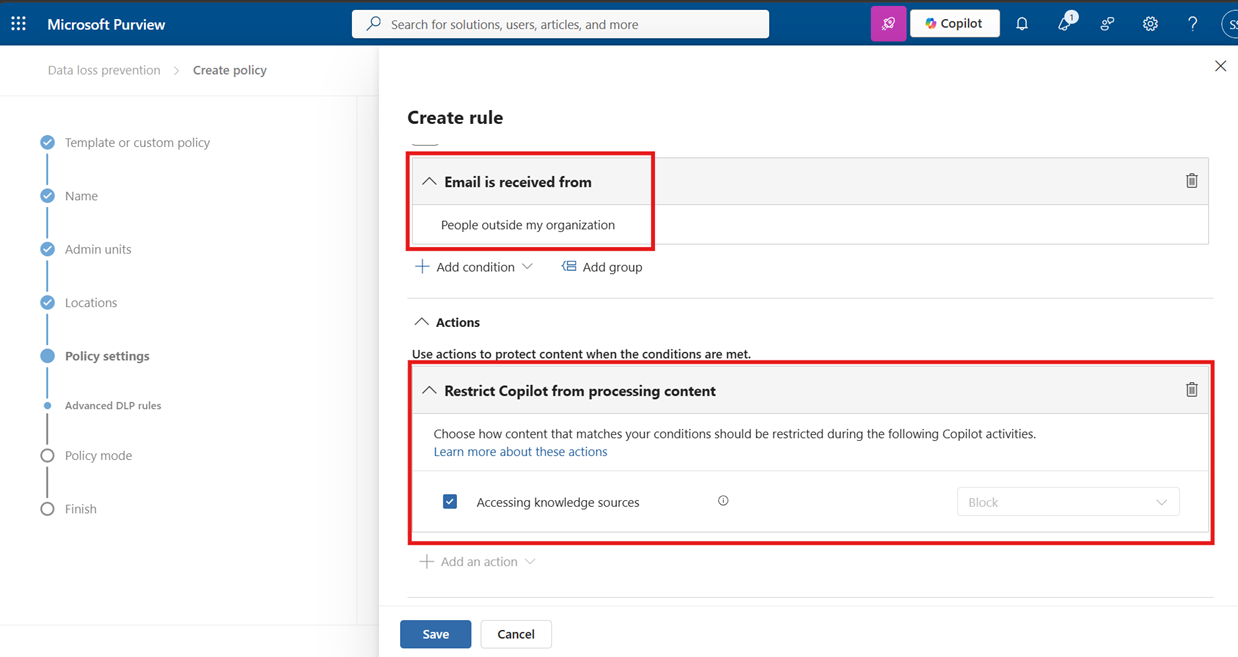 Microsoft Purview
Search for solutions, users, articles, and more
Copilot
1
?
Data loss prevention > Create policy
Template or custom policy
Name
Admin units
Locations
Policy settings
Advanced DLP rules
Policy mode
Finish
Create rule
Email is received from
People outside my organization
Add condition
Add group
Actions
Use actions to protect content when the conditions are met.
Restrict Copilot from processing content
Choose how content that matches your conditions should be restricted during the following Copilot activities.
Learn more about these actions
Accessing knowledge sources
Block
Add an action
Save
Cancel